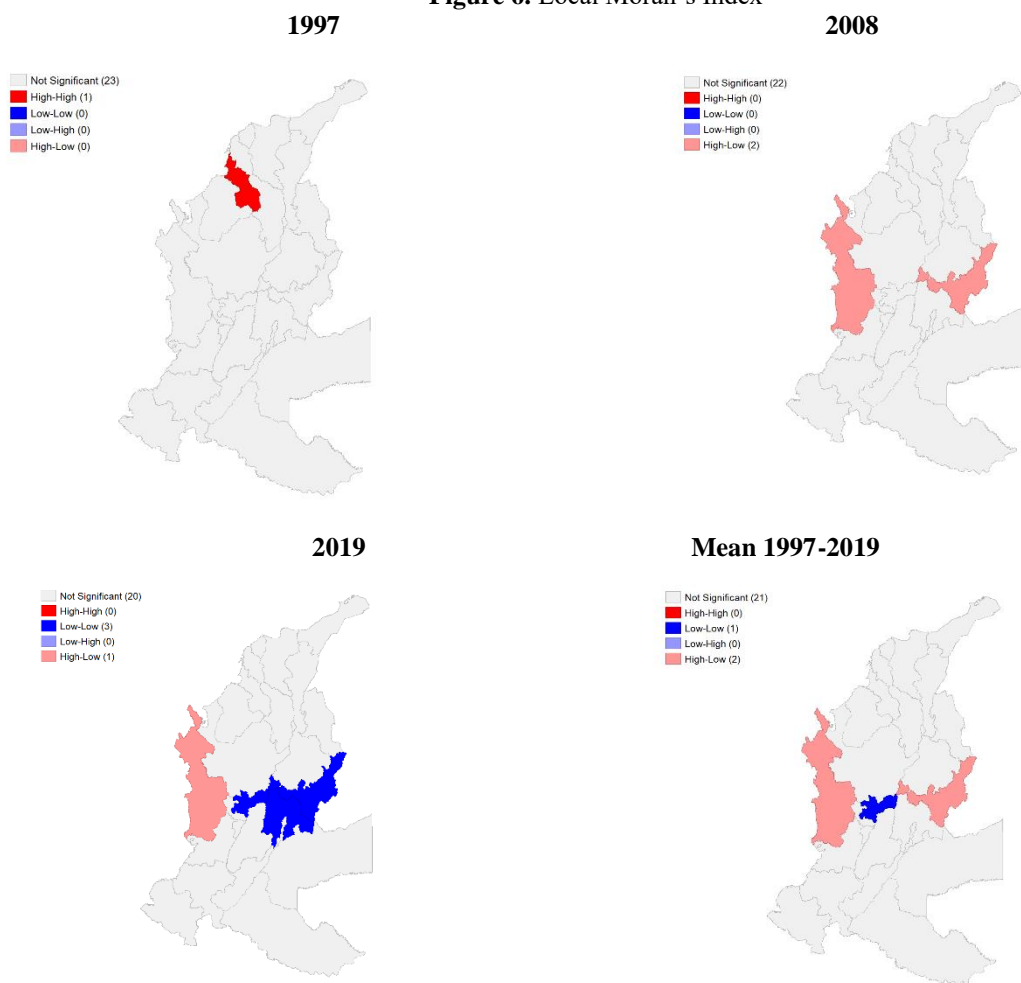 Figure 6. Local Moran's Index
1997
Not Significant (23)
High-High (1)
Low-Low (0)
Low-High (0)
High-Low (0)
2008
Not Significant (22)
High-High (0)
Low-Low (0)
Low-High (0)
High-Low (2)
2019
Not Significant (20)
High-High (0)
Low-Low (3)
Low-High (0)
High-Low (1)
Mean 1997-2019
Not Significant (21)
High-High (0)
Low-Low (1)
Low-High (0)
High-Low (2)